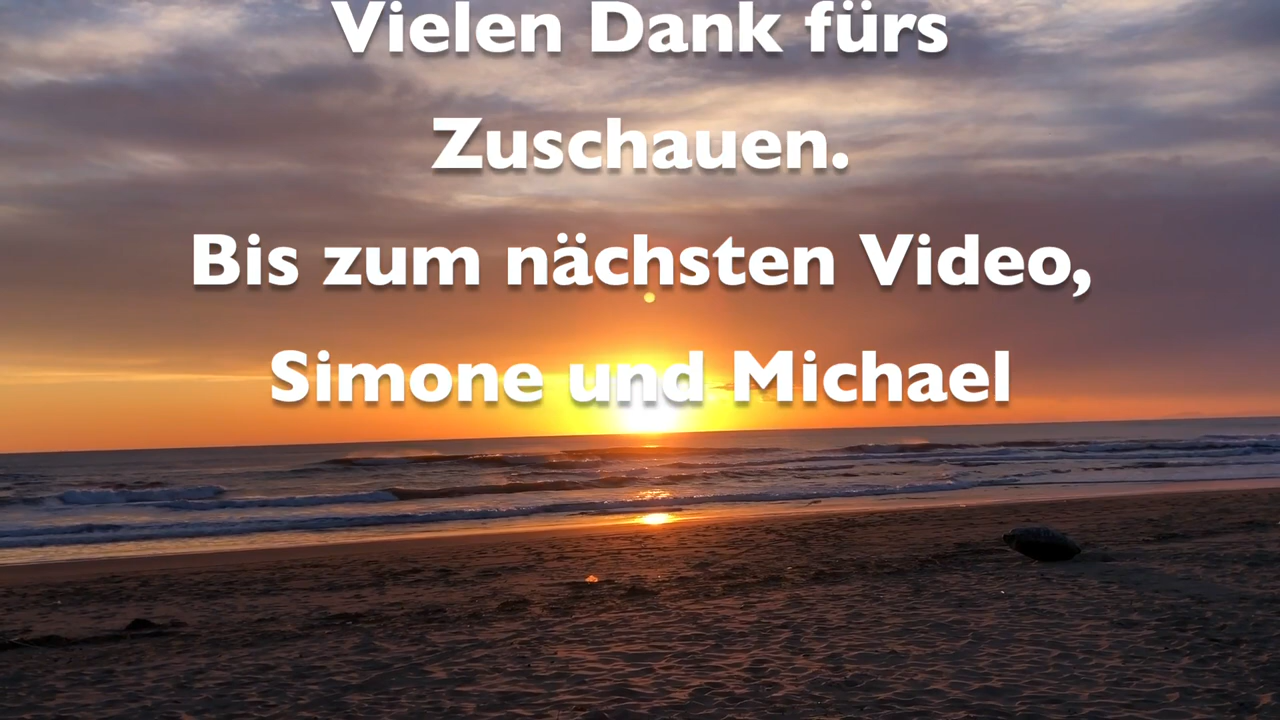 Vielen Dank fürs
Zuschauen.
Bis zum nächsten Video,
Simone und Michael